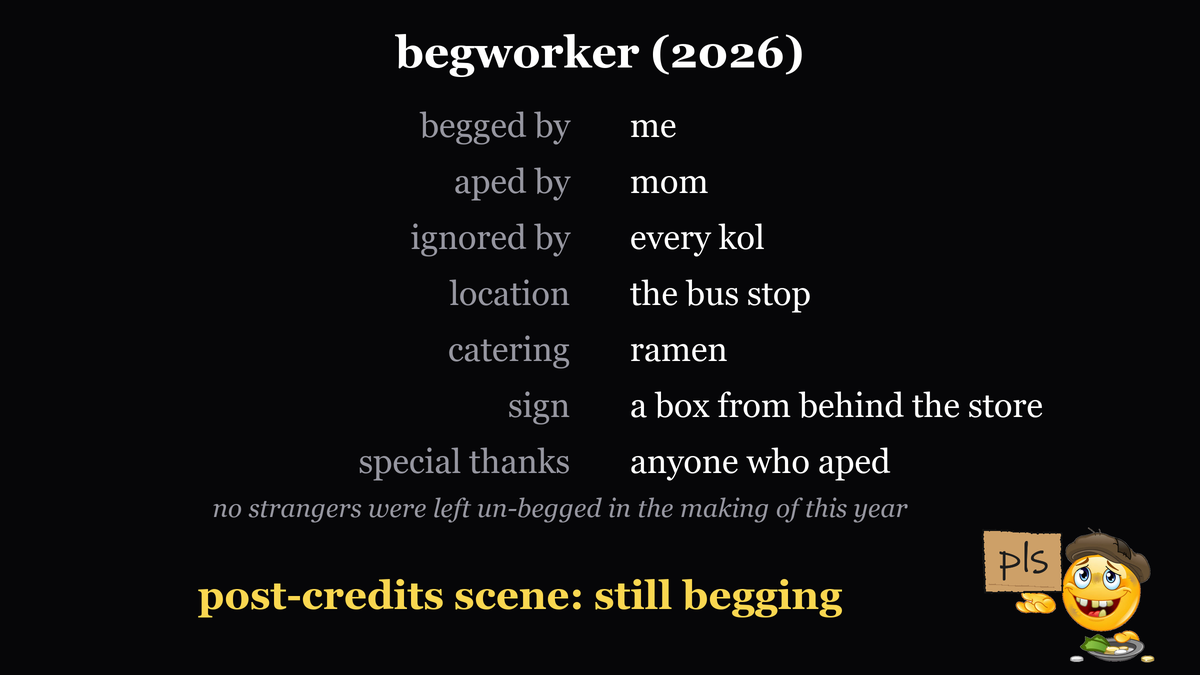 begworker (2026)
begged by me
aped by mom
ignored by every kol
location the bus stop
catering ramen
sign a box from behind the store
special thanks anyone who aped
no strangers were left un-begged in the making of this year
pls
post-credits scene: still begging